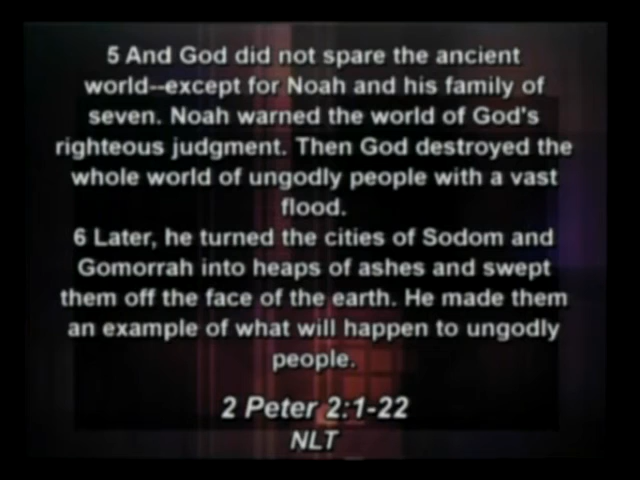 5 And God did not spare the ancient
world--except for Noah and his family of
seven. Noah warned the world of God's
righteous judgment. Then God destroyed the
whole world of ungodly people with a vast
flood.
6 Later, he turned the cities of Sodom and
Gomorrah into heaps of ashes and swept
them off the face of the earth. He made them
an example of what will happen to ungodly
people.
2 Peter 2:1-22
NLT